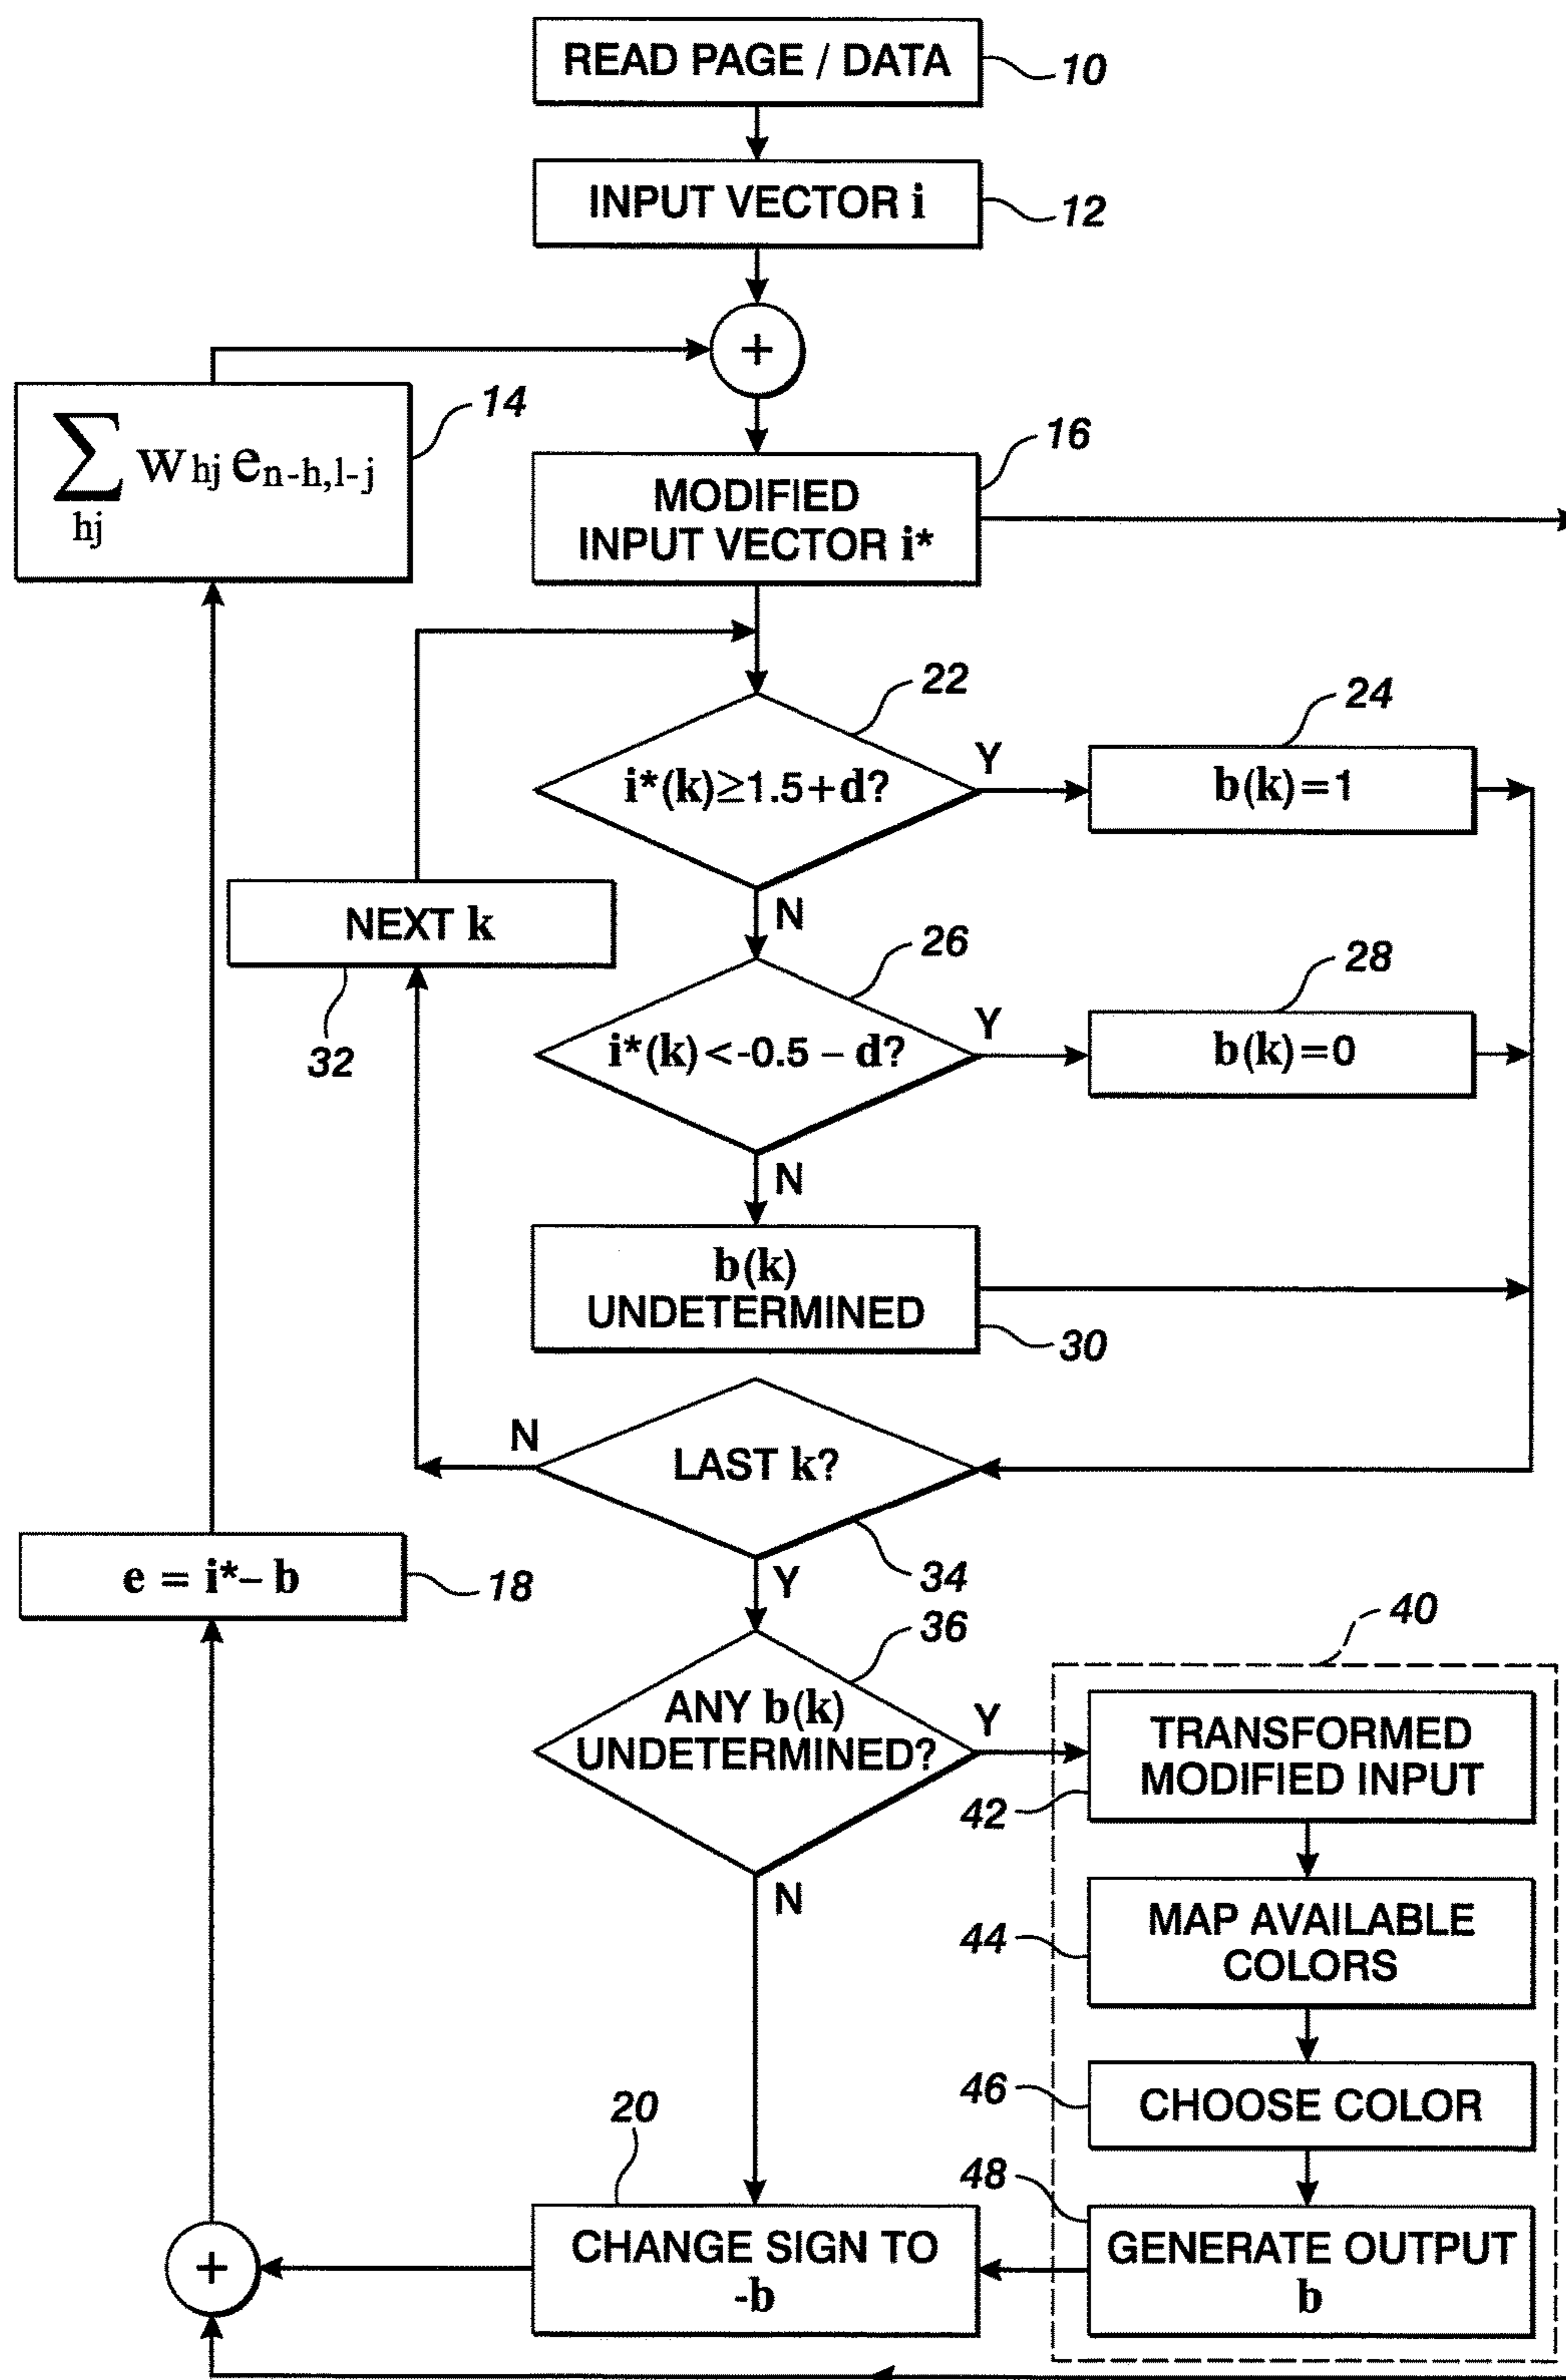 READ PAGE / DATA
10
INPUT VECTOR i
12
+
14
∑ whj en-h,l-j
hj
16
MODIFIED
INPUT VECTOR i*
22
i*(k)≥1.5+d?
Y
24
b(k)=1
N
NEXT k
32
26
i*(k)<-0.5 – d?
Y
28
b(k)=0
N
b(k)
UNDETERMINED
30
N
LAST k?
34
Y
e = i*– b
18
36
ANY b(k)
UNDETERMINED?
Y
N
40
TRANSFORMED
MODIFIED INPUT
42
MAP AVAILABLE
COLORS
44
CHOOSE COLOR
46
GENERATE OUTPUT
b
48
20
CHANGE SIGN TO
-b
+